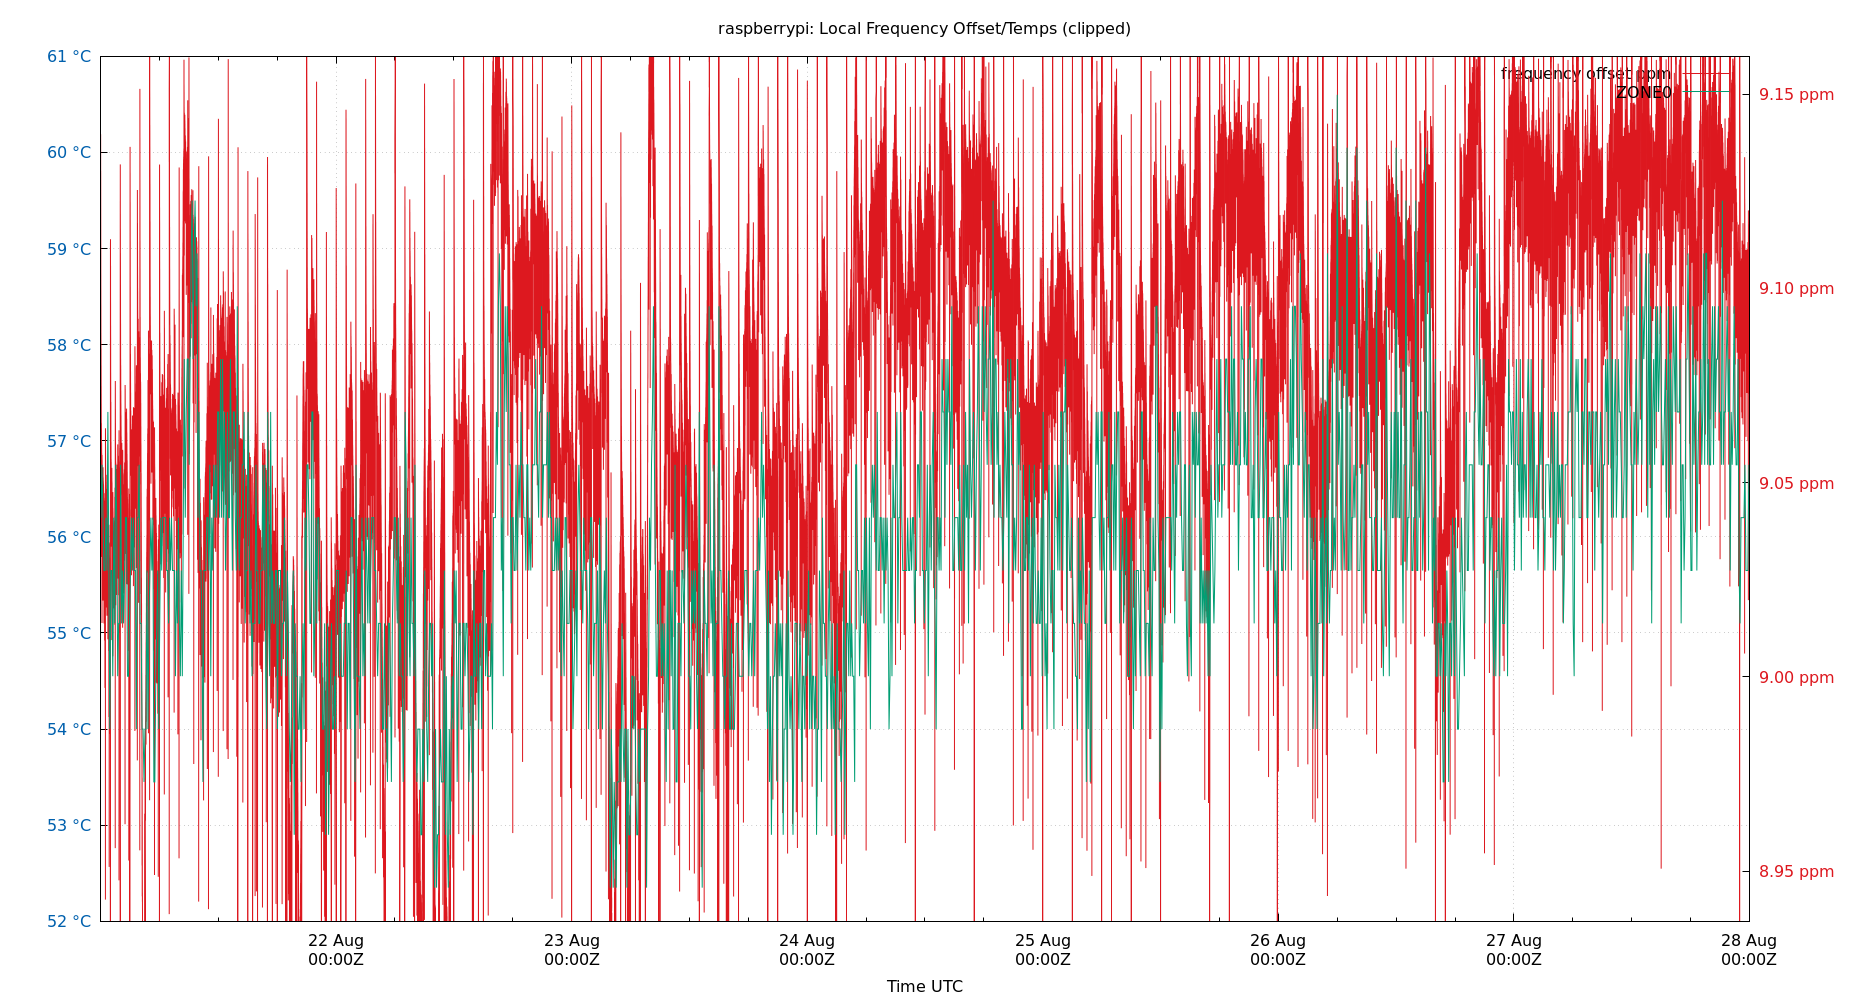 raspberrypi: Local Frequency Offset/Temps (clipped)
61 °C
60 °C
59 °C
58 °C
57 °C
56 °C
55 °C
54 °C
53 °C
52 °C
frequency offset ppm
ZONE0
9.15 ppm
9.10 ppm
9.05 ppm
9.00 ppm
8.95 ppm
22 Aug
00:00Z
23 Aug
00:00Z
24 Aug
00:00Z
25 Aug
00:00Z
26 Aug
00:00Z
27 Aug
00:00Z
28 Aug
00:00Z
Time UTC